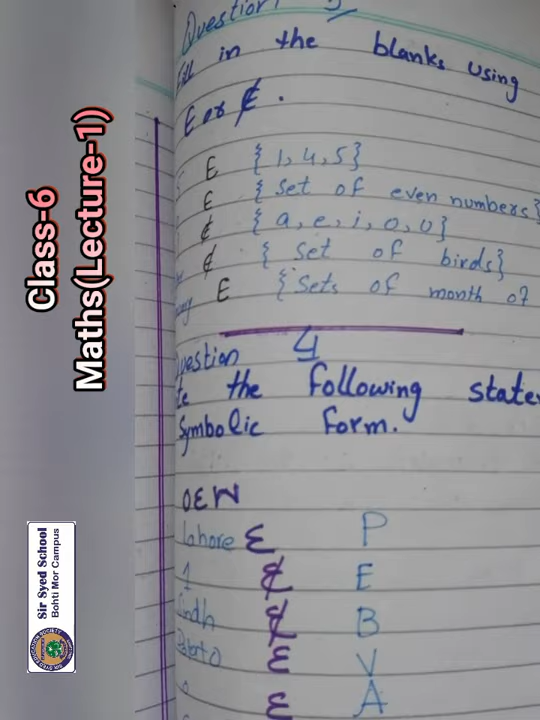 Class-6
Maths(Lecture-1)
Sir Syed School
Bohti Mor Campus
Question
Fill in the blanks using
E or ∉.
5 E {1,4,5}
E {set of even numbers}
∉ {a,e,i,o,u}
∉ {set of birds}
E {Sets of month of
Question 4
the following state
Symbolic form.
OEW
lahore E P
1 ∉ E
Sindh ∉ B
E V
E A